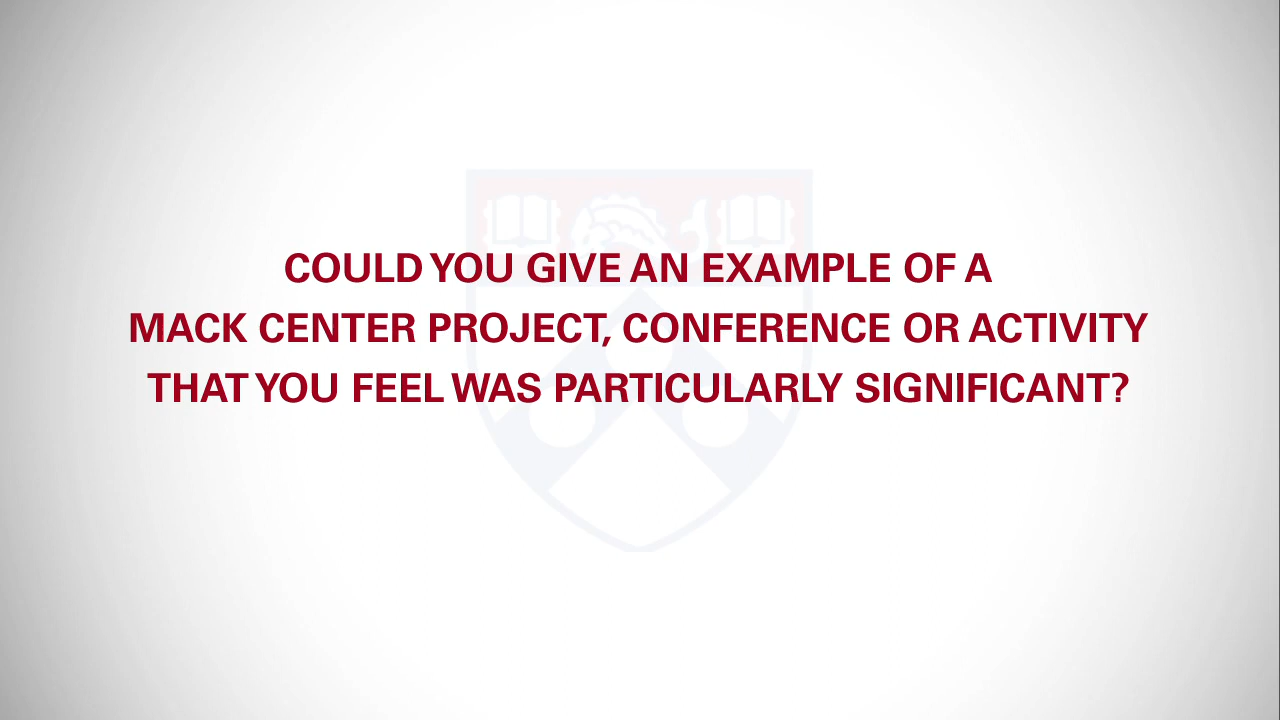 COULD YOU GIVE AN EXAMPLE OF A
MACK CENTER PROJECT, CONFERENCE OR ACTIVITY
THAT YOU FEEL WAS PARTICULARLY SIGNIFICANT?